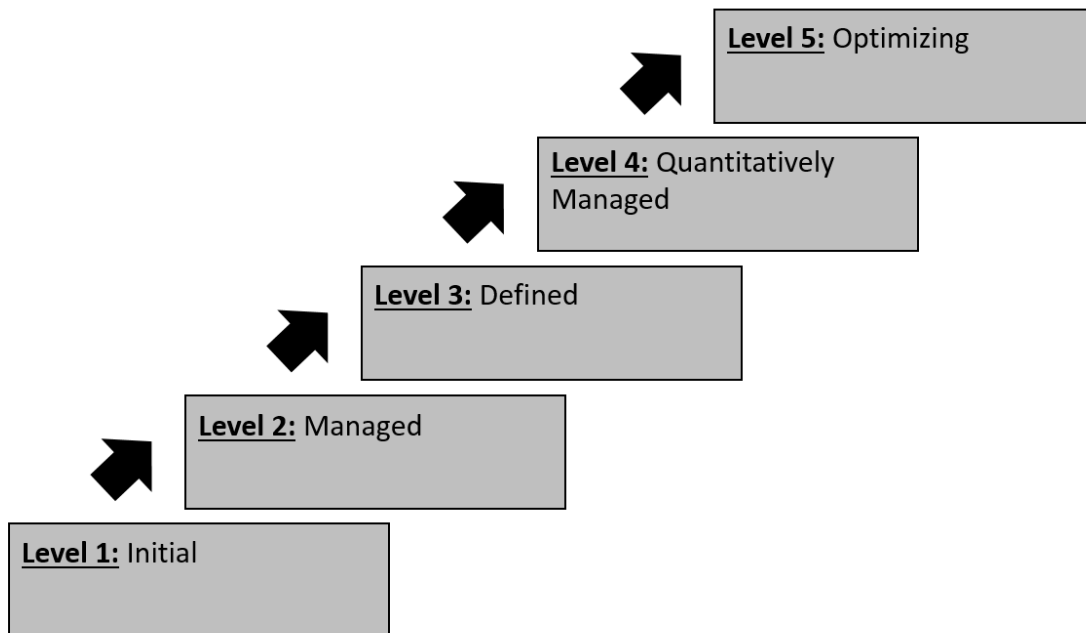 Level 5: Optimizing
Level 4: Quantitatively
Managed
Level 3: Defined
Level 2: Managed
Level 1: Initial